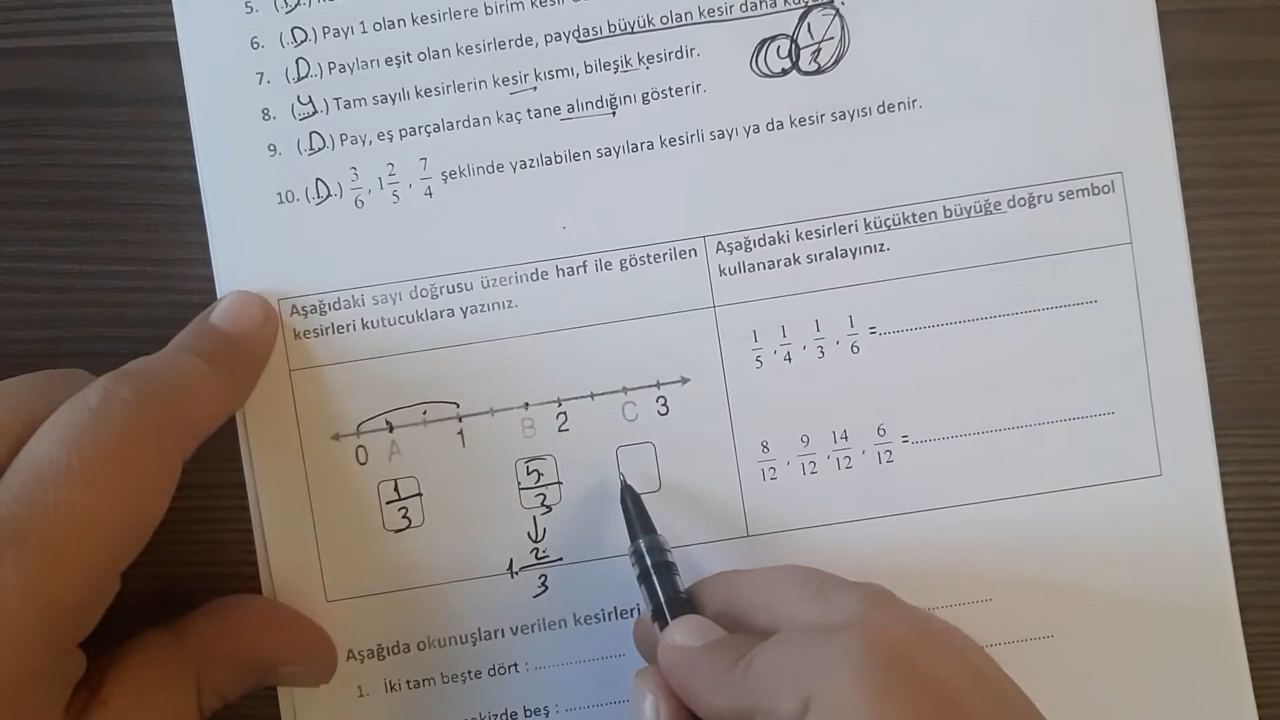 5. (.D.)
6. (.D.) Payı 1 olan kesirlere birim
7. (.D..) Payları eşit olan kesirlerde, paydası büyük olan kesir daha
8. (.Y.) Tam sayılı kesirlerin kesir kısmı, bileşik kesirdir.
1/3
9. (.D.) Pay, eş parçalardan kaç tane alındığını gösterir.
10. (.D.) 3/6 , 1 2/5 , 7/4 şeklinde yazılabilen sayılara kesirli sayı ya da kesir sayısı denir.
Aşağıdaki sayı doğrusu üzerinde harf ile gösterilen
kesirleri kutucuklara yazınız.
0 A 1 B 2 C 3
1/3 5/3
1 2/3
Aşağıdaki kesirleri küçükten büyüğe doğru sembol
kullanarak sıralayınız.
1/5 , 1/4 , 1/3 , 1/6 =..............................
8/12 , 9/12 , 14/12 , 6/12 =..............................
Aşağıda okunuşları verilen kesirleri
1. İki tam beşte dört : ..................
beş : .............